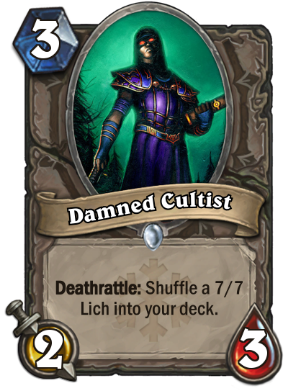 3
Damned Cultist
Deathrattle: Shuffle a 7/7
Lich into your deck.
2
3